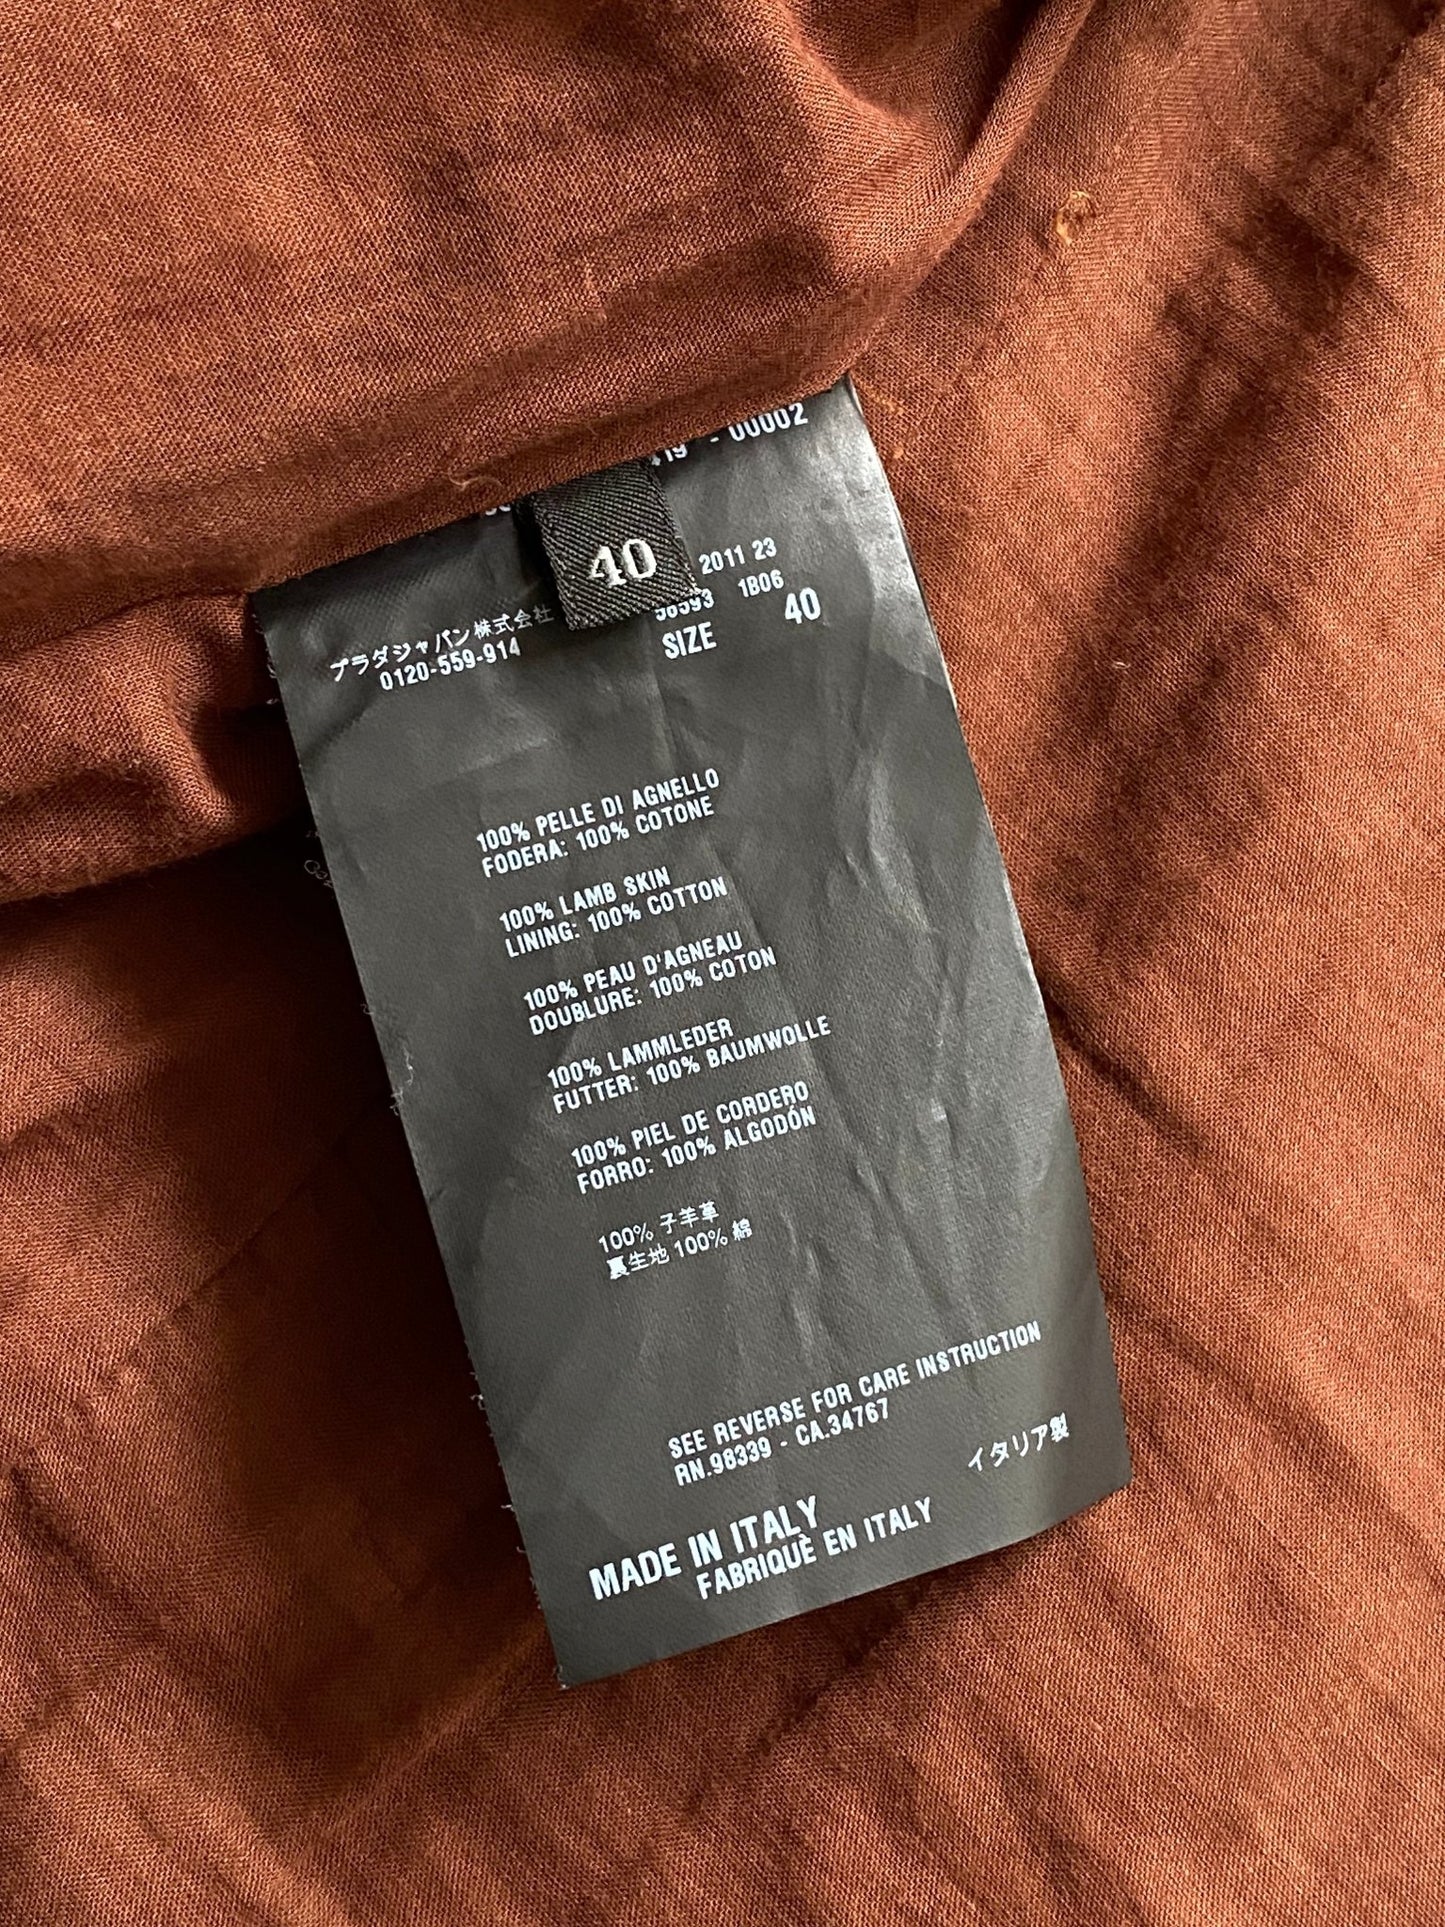 - 00002
40
2011 23
58593 1B06
SIZE 40
プラダジャパン株式会社
0120-559-914
100% PELLE DI AGNELLO
FODERA: 100% COTONE
100% LAMB SKIN
LINING: 100% COTTON
100% PEAU D'AGNEAU
DOUBLURE: 100% COTON
100% LAMMLEDER
FUTTER: 100% BAUMWOLLE
100% PIEL DE CORDERO
FORRO: 100% ALGODÓN
100% 子羊革
裏生地 100% 綿
SEE REVERSE FOR CARE INSTRUCTION
RN.98339 - CA.34767
イタリア製
MADE IN ITALY
FABRIQUÈ EN ITALY